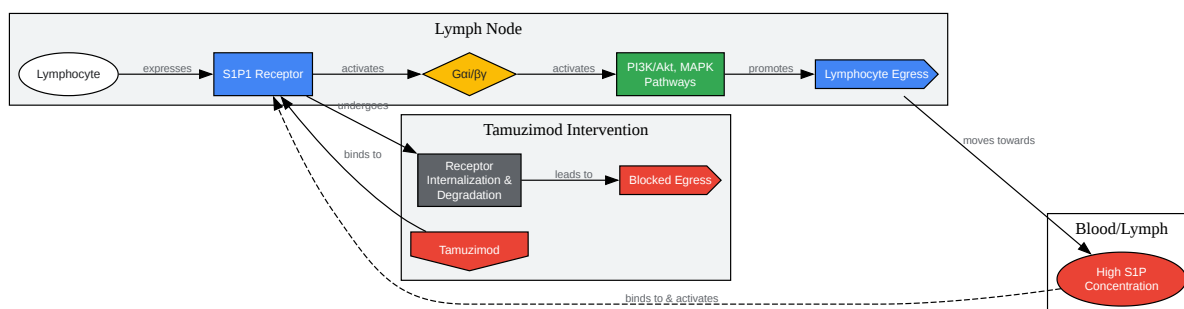 Lymph Node
Lymphocyte
expresses
S1P1 Receptor
activates
Gαi/βγ
activates
PI3K/Akt, MAPK
Pathways
promotes
Lymphocyte Egress
undergoes
moves towards
Tamuzimod Intervention
binds to
Receptor
Internalization &
Degradation
leads to
Blocked Egress
Tamuzimod
Blood/Lymph
High S1P
Concentration
binds to & activates